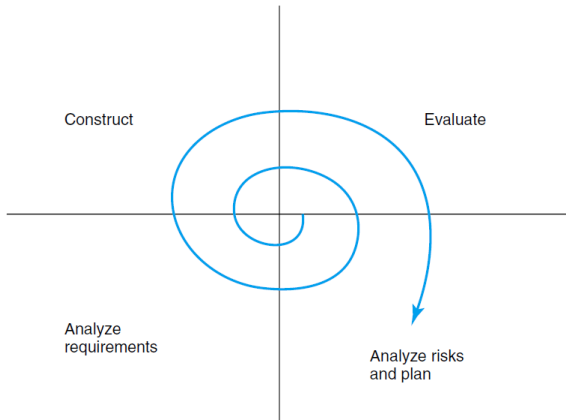 Construct
Evaluate
Analyze
requirements
Analyze risks
and plan